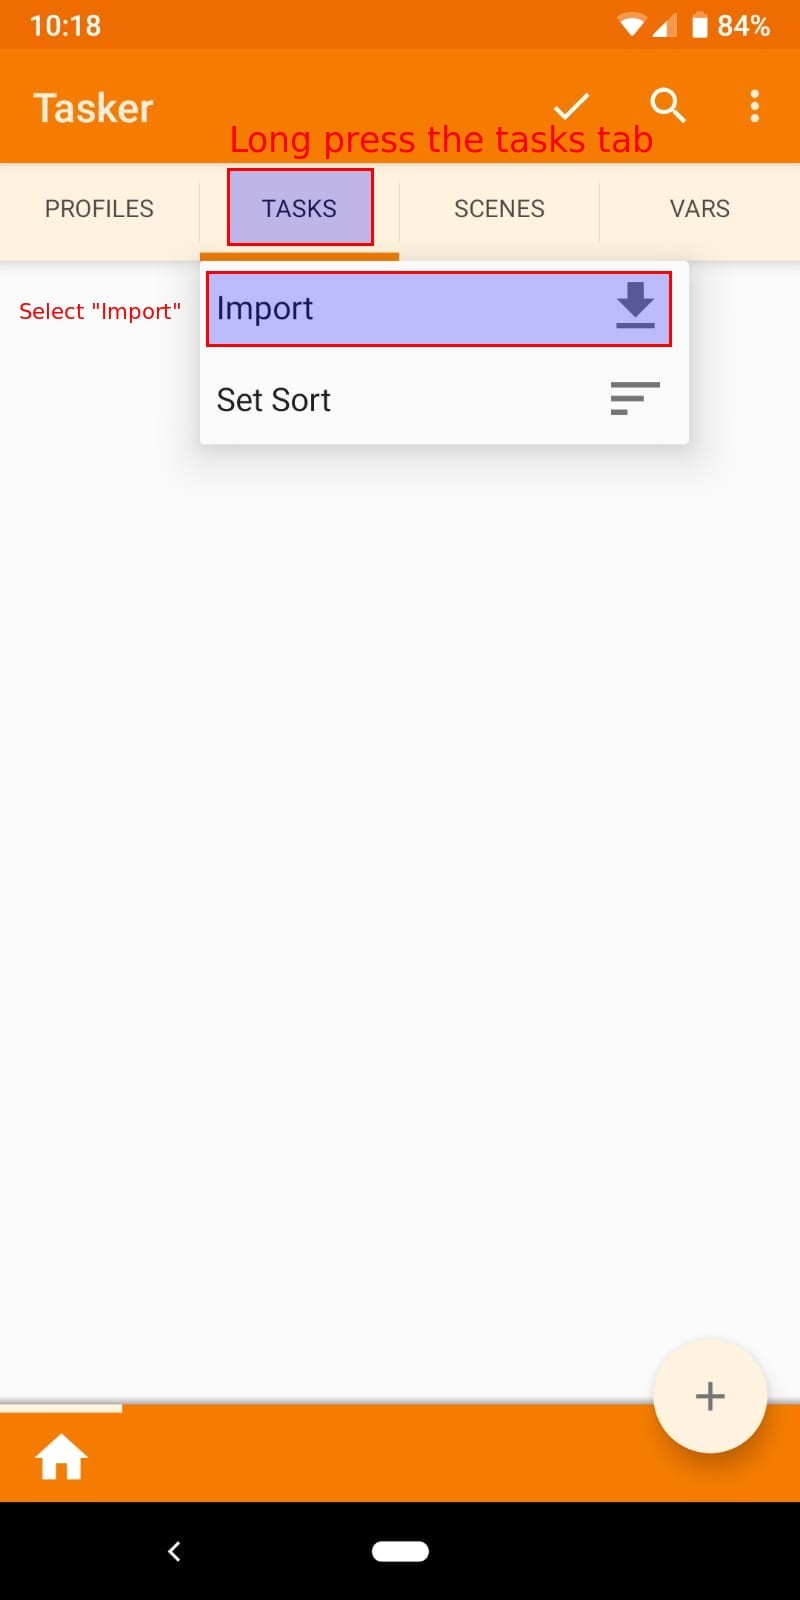 10:18
84%
Tasker
Long press the tasks tab
PROFILES
TASKS
SCENES
VARS
Select "Import"
Import
Set Sort